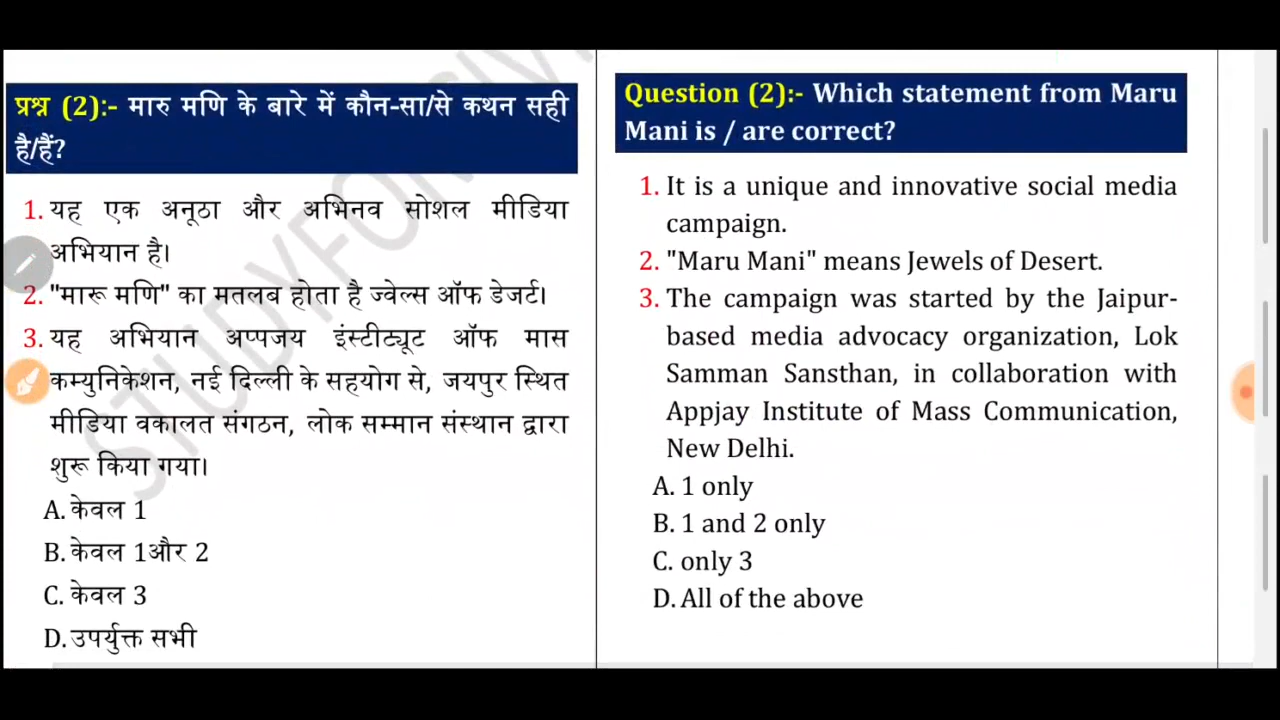 प्रश्न (2):- मारु मणि के बारे में कौन-सा/से कथन सही
है/हैं?
1. यह एक अनूठा और अभिनव सोशल मीडिया
अभियान है।
2. "मारू मणि" का मतलब होता है ज्वेल्स ऑफ डेजर्ट।
3. यह अभियान अप्पजय इंस्टीट्यूट ऑफ मास
कम्युनिकेशन, नई दिल्ली के सहयोग से, जयपुर स्थित
मीडिया वकालत संगठन, लोक सम्मान संस्थान द्वारा
शुरू किया गया।
A. केवल 1
B. केवल 1और 2
C. केवल 3
D. उपर्युक्त सभी
Question (2):- Which statement from Maru
Mani is / are correct?
1. It is a unique and innovative social media
campaign.
2. "Maru Mani" means Jewels of Desert.
3. The campaign was started by the Jaipur-
based media advocacy organization, Lok
Samman Sansthan, in collaboration with
Appjay Institute of Mass Communication,
New Delhi.
A. 1 only
B. 1 and 2 only
C. only 3
D. All of the above